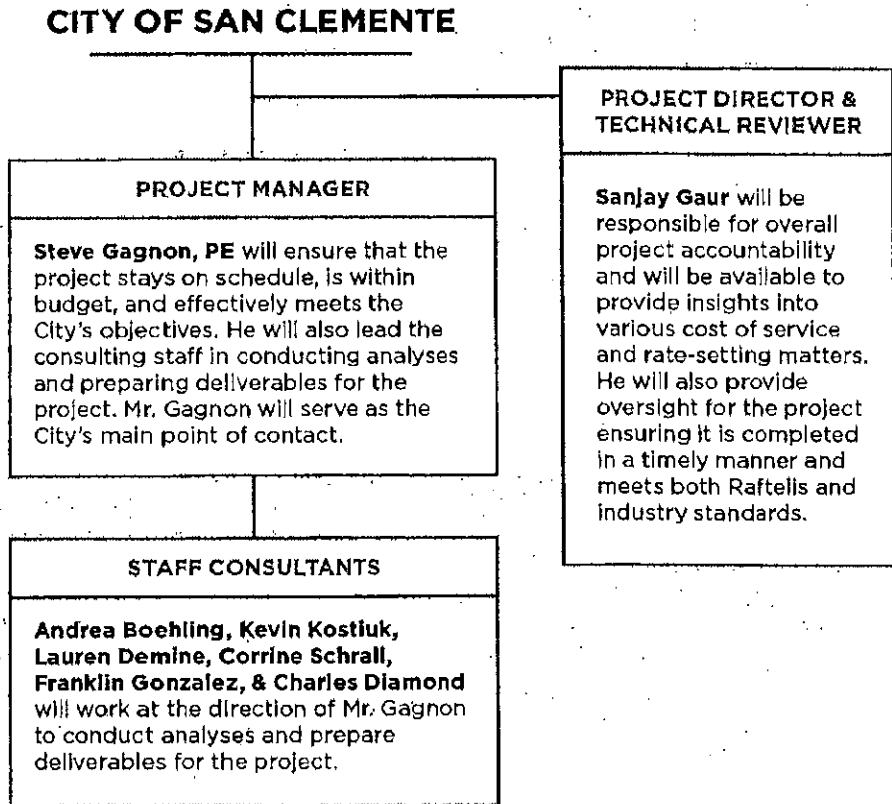 CITY OF SAN CLEMENTE
PROJECT DIRECTOR &
TECHNICAL REVIEWER
Sanjay Gaur will be
responsible for overall
project accountability
and will be available to
provide insights into
various cost of service
and rate-setting matters.
He will also provide
oversight for the project
ensuring it is completed
in a timely manner and
meets both Raftelis and
industry standards.
PROJECT MANAGER
Steve Gagnon, PE will ensure that the
project stays on schedule, is within
budget, and effectively meets the
City's objectives. He will also lead the
consulting staff in conducting analyses
and preparing deliverables for the
project. Mr. Gagnon will serve as the
City's main point of contact.
STAFF CONSULTANTS
Andrea Boehling, Kevin Kostiuk,
Lauren Demine, Corrine Schrall,
Franklin Gonzalez, & Charles Diamond
will work at the direction of Mr. Gagnon
to conduct analyses and prepare
deliverables for the project.